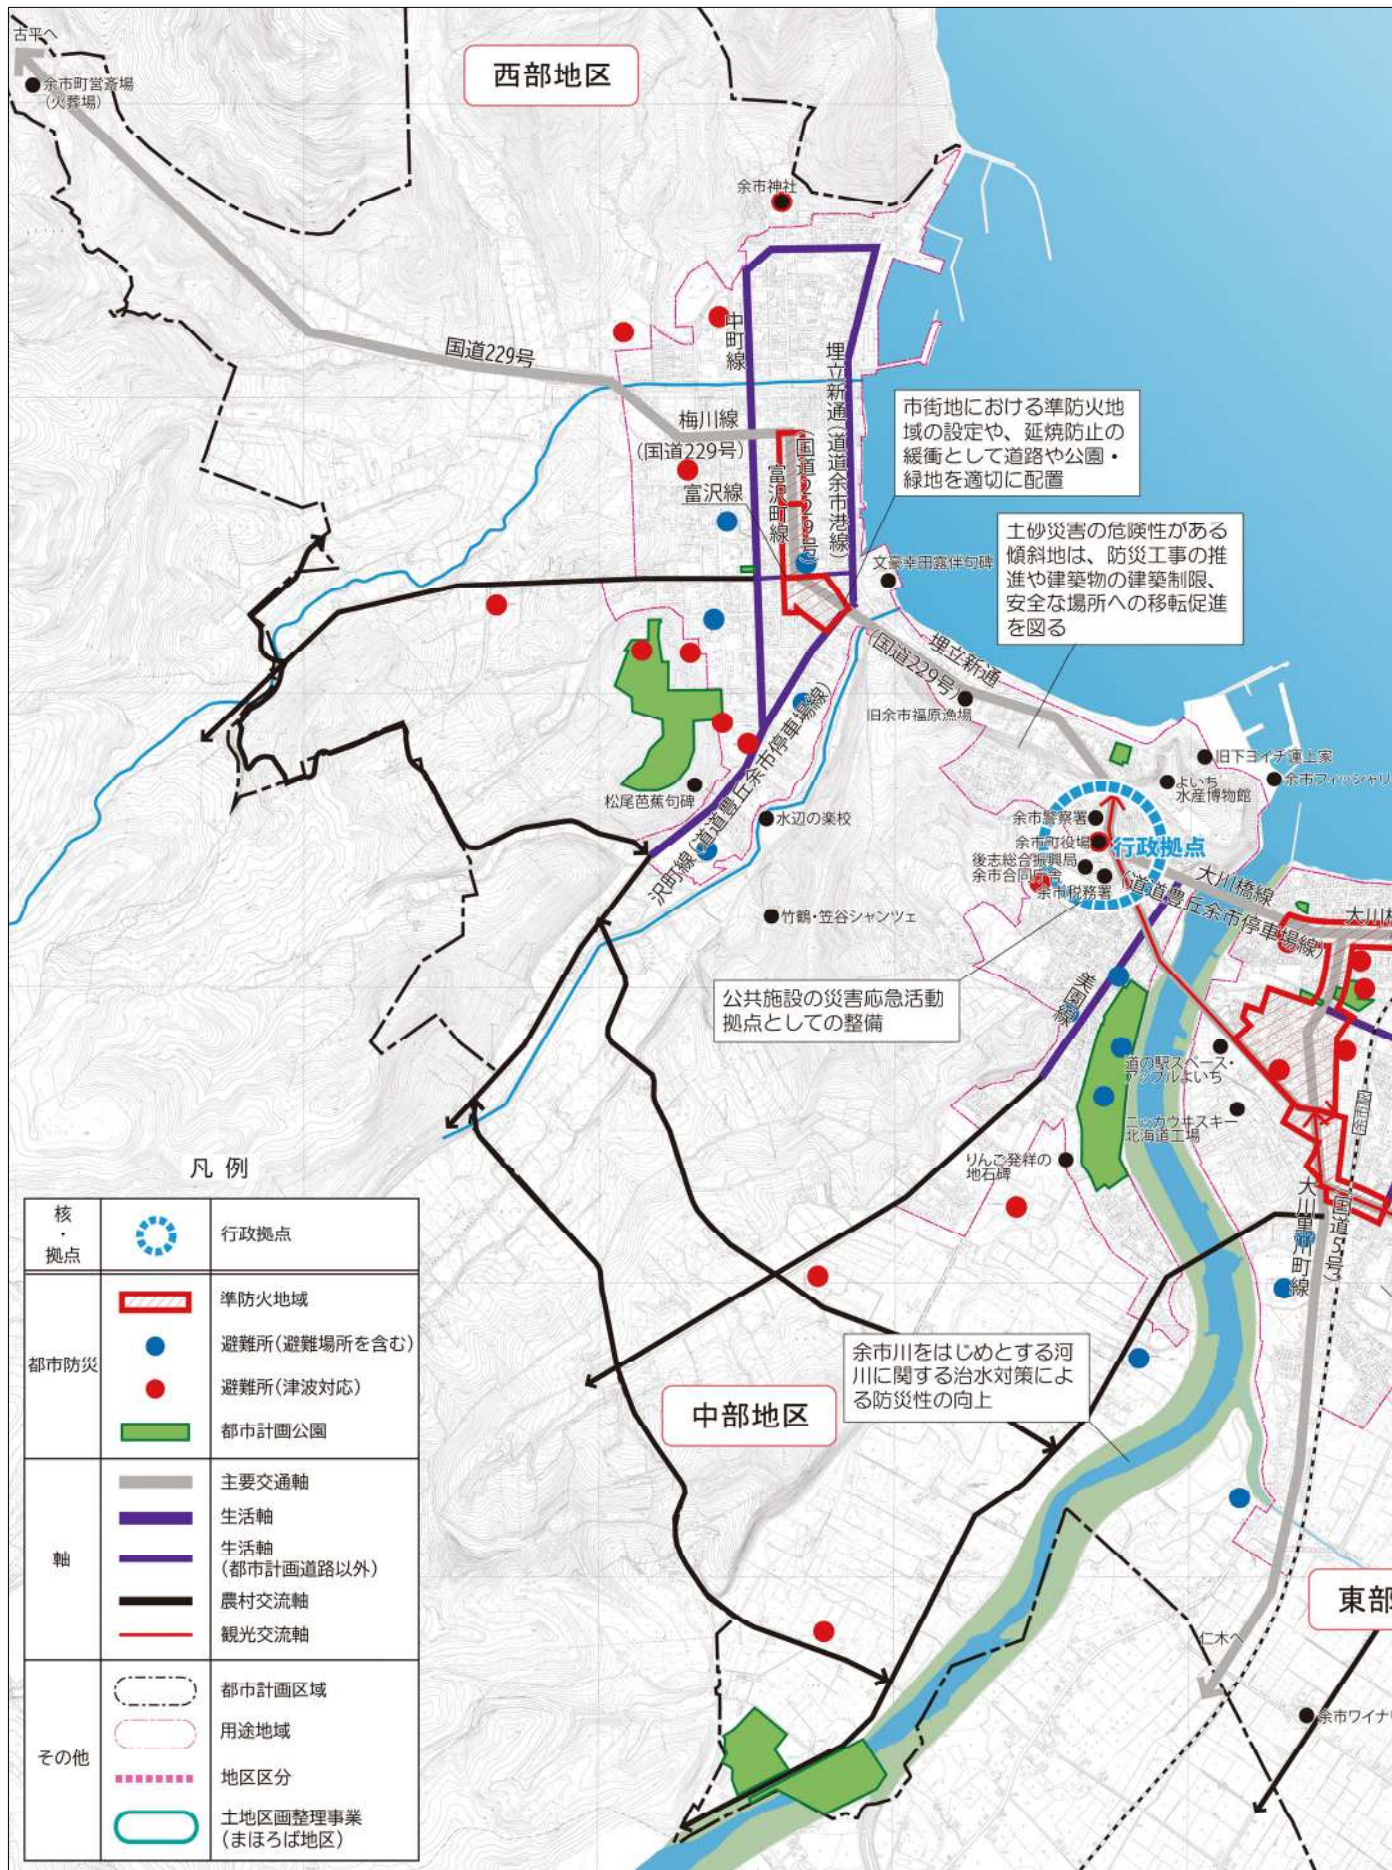 古平へ
余市町営斎場
(火葬場)
西部地区
余市神社
中町線
国道229号
埋立新通(道道余市港線)
梅川線
(国道229号)
富沢線
富沢町線
(国道229号)
市街地における準防火地
域の設定や、延焼防止の
緩衝として道路や公園・
緑地を適切に配置
土砂災害の危険性がある
傾斜地は、防災工事の推
進や建築物の建築制限、
安全な場所への移転促進
を図る
文豪幸田露伴句碑
埋立新通
(国道229号)
旧余市福原漁場
旧下ヨイチ運上家
よいち
水産博物館
余市フィッシャリ
松尾芭蕉句碑
水辺の楽校
沢町線(道道豊丘余市停車場線)
余市警察署
余市町役場
後志総合振興局
余市合同庁舎
余市税務署
行政拠点
大川橋線
(道道豊丘余市停車場線)
大川橋
竹鶴・笠谷シャンツェ
公共施設の災害応急活動
拠点としての整備
美園線
道の駅スペース・
アップルよいち
ニッカウヰスキー
北海道工場
りんご発祥の
地石碑
大川黒川町線
(国道5号)
余市川をはじめとする河
川に関する治水対策によ
る防災性の向上
中部地区
東部
仁木へ
余市ワイナリ
凡 例
核・拠点
行政拠点
都市防災
準防火地域
避難所(避難場所を含む)
避難所(津波対応)
都市計画公園
軸
主要交通軸
生活軸
生活軸
(都市計画道路以外)
農村交流軸
観光交流軸
その他
都市計画区域
用途地域
地区区分
土地区画整理事業
(まほろば地区)